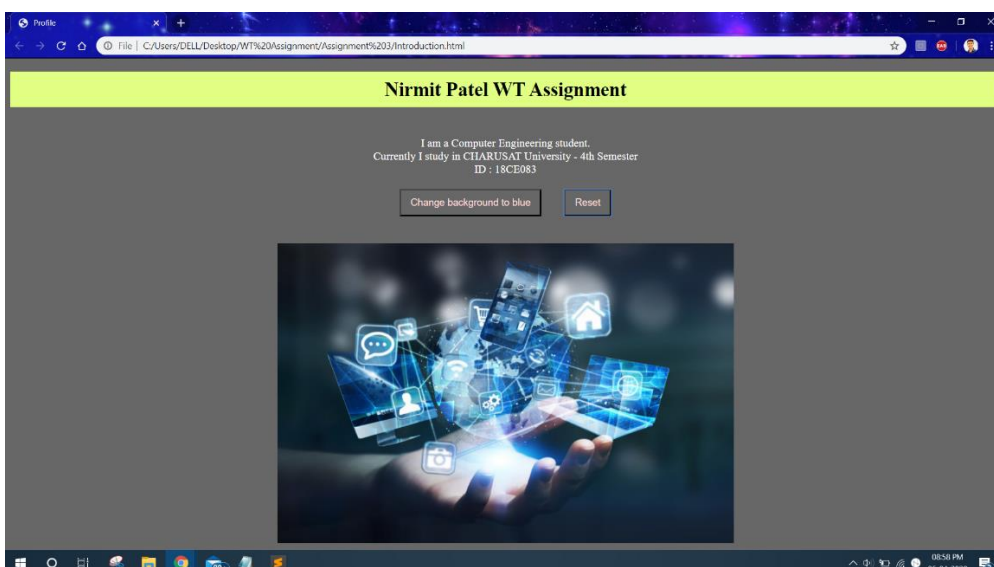 Profile
File | C:/Users/DELL/Desktop/WT%20Assignment/Assignment%203/Introduction.html
Nirmit Patel WT Assignment
I am a Computer Engineering student.
Currently I study in CHARUSAT University - 4th Semester
ID : 18CE083
Change background to blue
Reset
08:58 PM